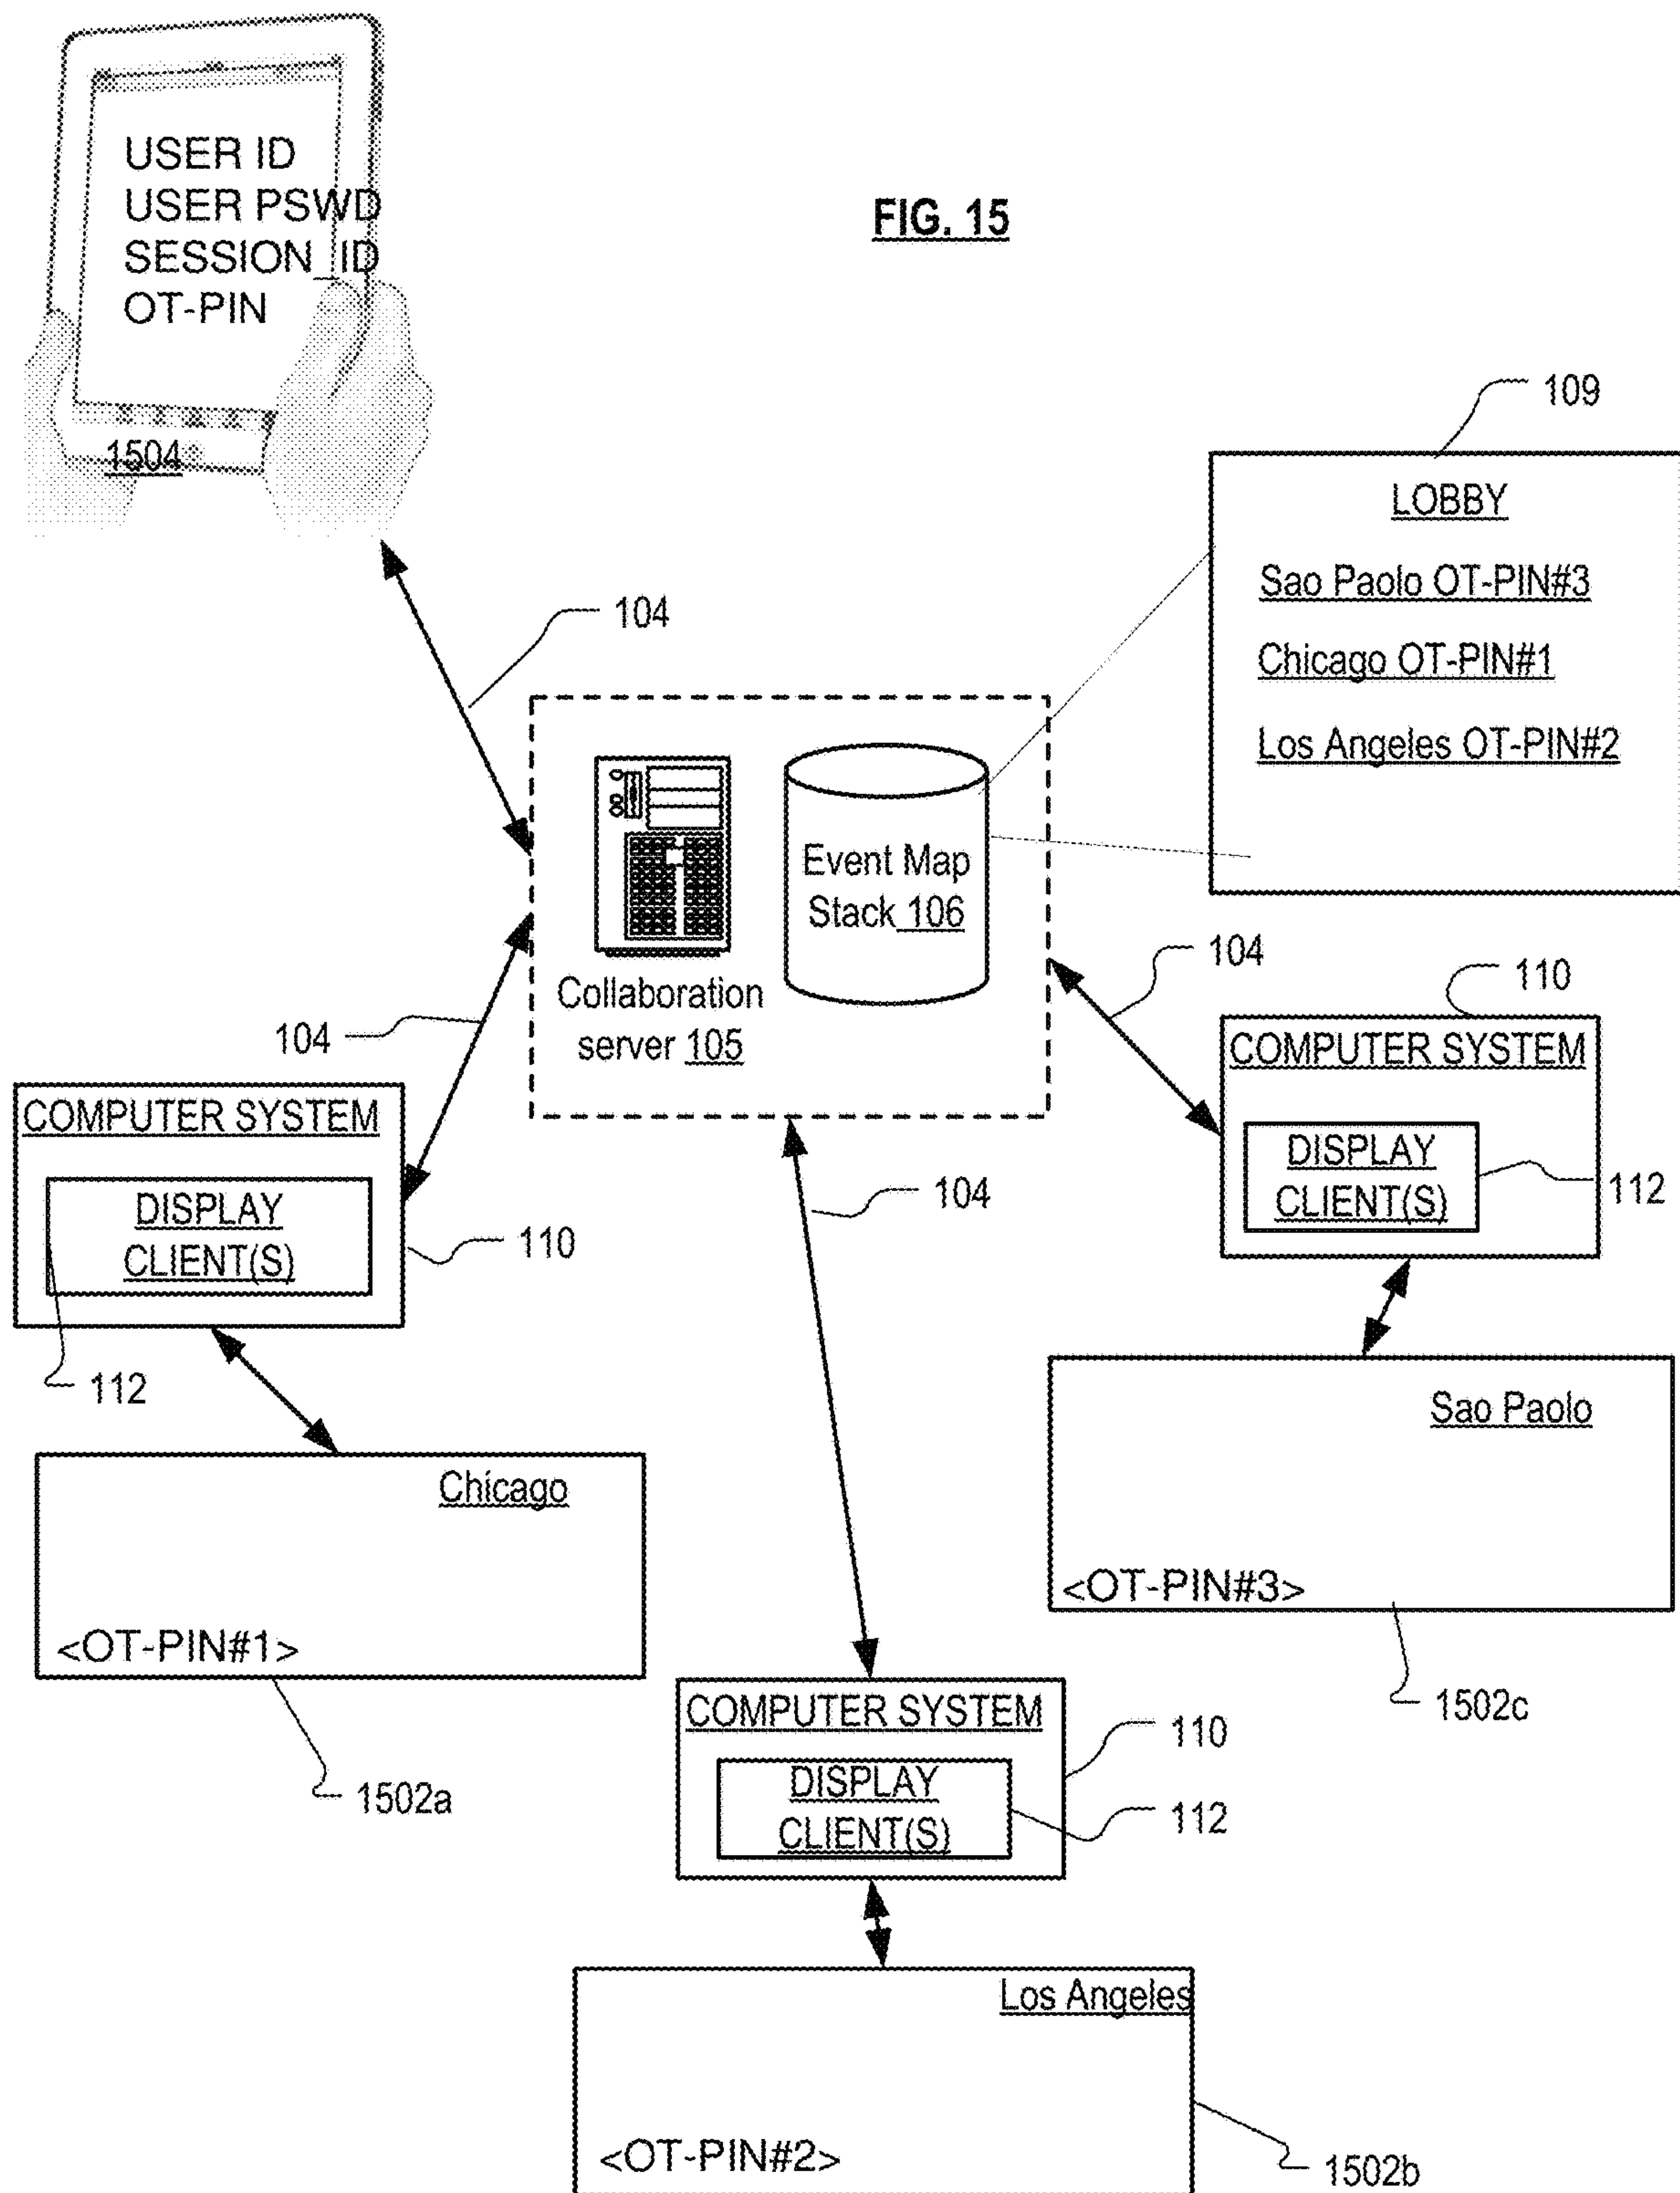 USER ID
USER PSWD
SESSION_ID
OT-PIN
1504
FIG. 15
109
LOBBY
Sao Paolo OT-PIN#3
Chicago OT-PIN#1
Los Angeles OT-PIN#2
104
Event Map
Stack 106
Collaboration
server 105
104
104
110
COMPUTER SYSTEM
DISPLAY
CLIENT(S)
112
COMPUTER SYSTEM
DISPLAY
CLIENT(S)
110
112
104
Sao Paolo
<OT-PIN#3>
1502c
Chicago
<OT-PIN#1>
1502a
COMPUTER SYSTEM
110
DISPLAY
CLIENT(S)
112
Los Angeles
<OT-PIN#2>
1502b